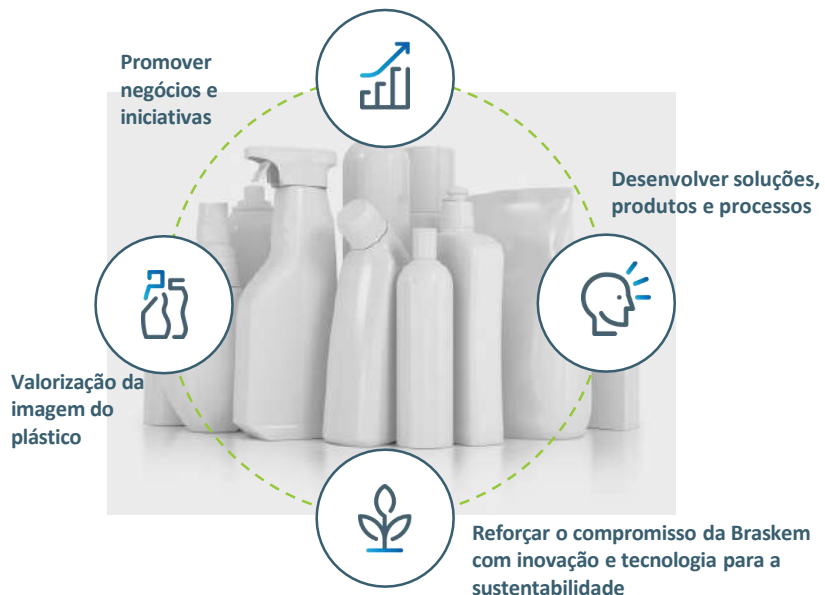 Promover
negócios e
iniciativas
Desenvolver soluções,
produtos e processos
Valorização da
imagem do
plástico
Reforçar o compromisso da Braskem
com inovação e tecnologia para a
sustentabilidade